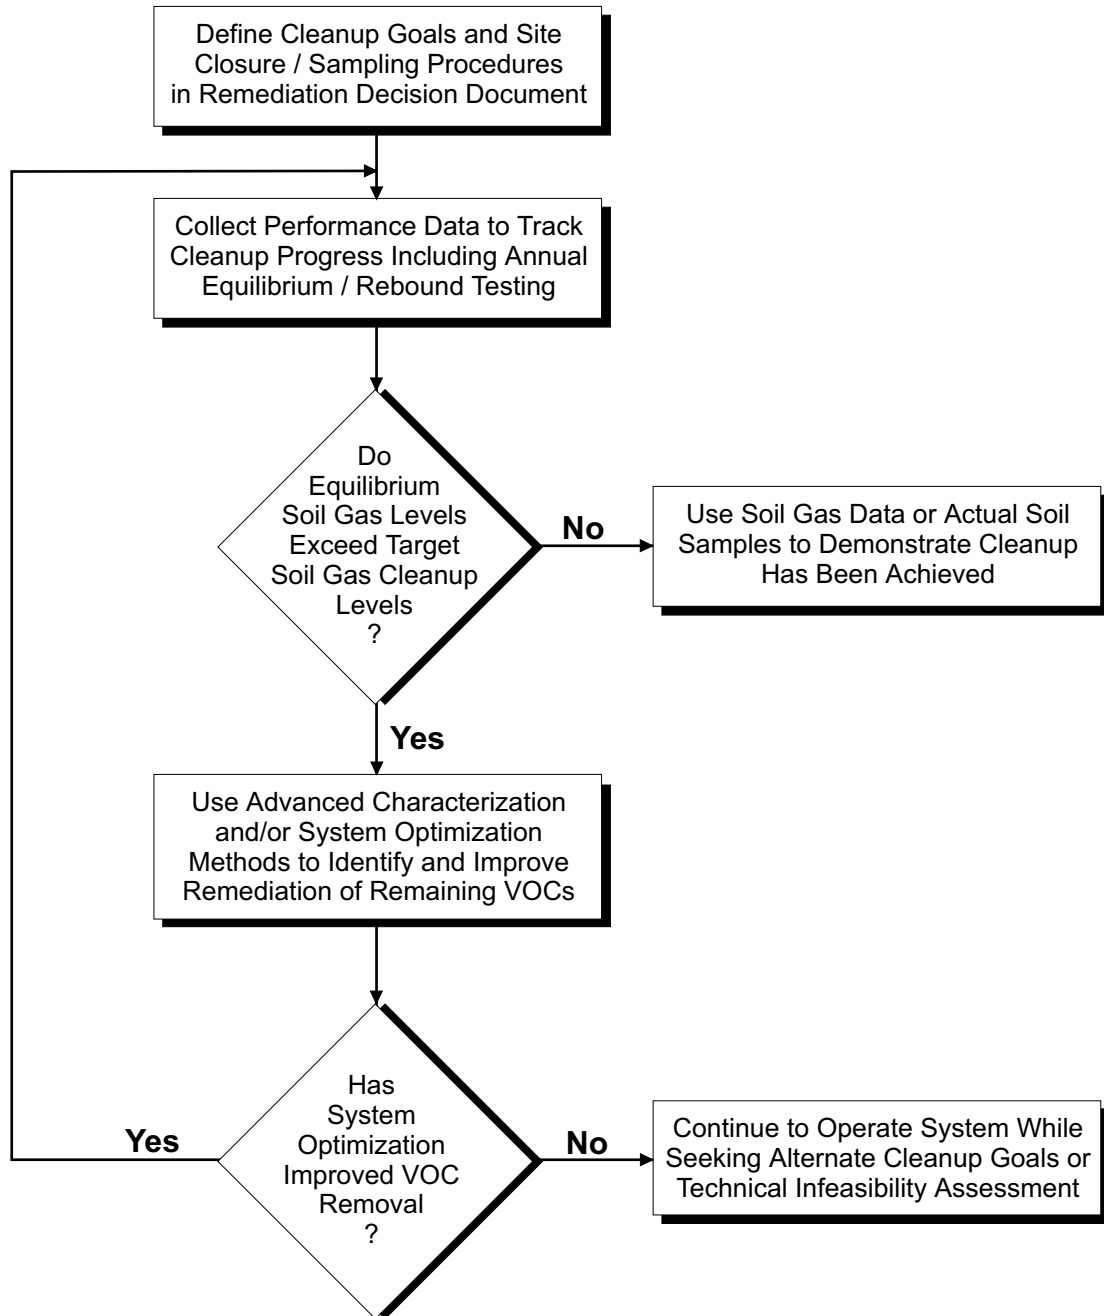 Define Cleanup Goals and Site
Closure / Sampling Procedures
in Remediation Decision Document
Collect Performance Data to Track
Cleanup Progress Including Annual
Equilibrium / Rebound Testing
Do
Equilibrium
Soil Gas Levels
Exceed Target
Soil Gas Cleanup
Levels
?
No
Use Soil Gas Data or Actual Soil
Samples to Demonstrate Cleanup
Has Been Achieved
Yes
Use Advanced Characterization
and/or System Optimization
Methods to Identify and Improve
Remediation of Remaining VOCs
Has
System
Optimization
Improved VOC
Removal
?
Yes
No
Continue to Operate System While
Seeking Alternate Cleanup Goals or
Technical Infeasibility Assessment